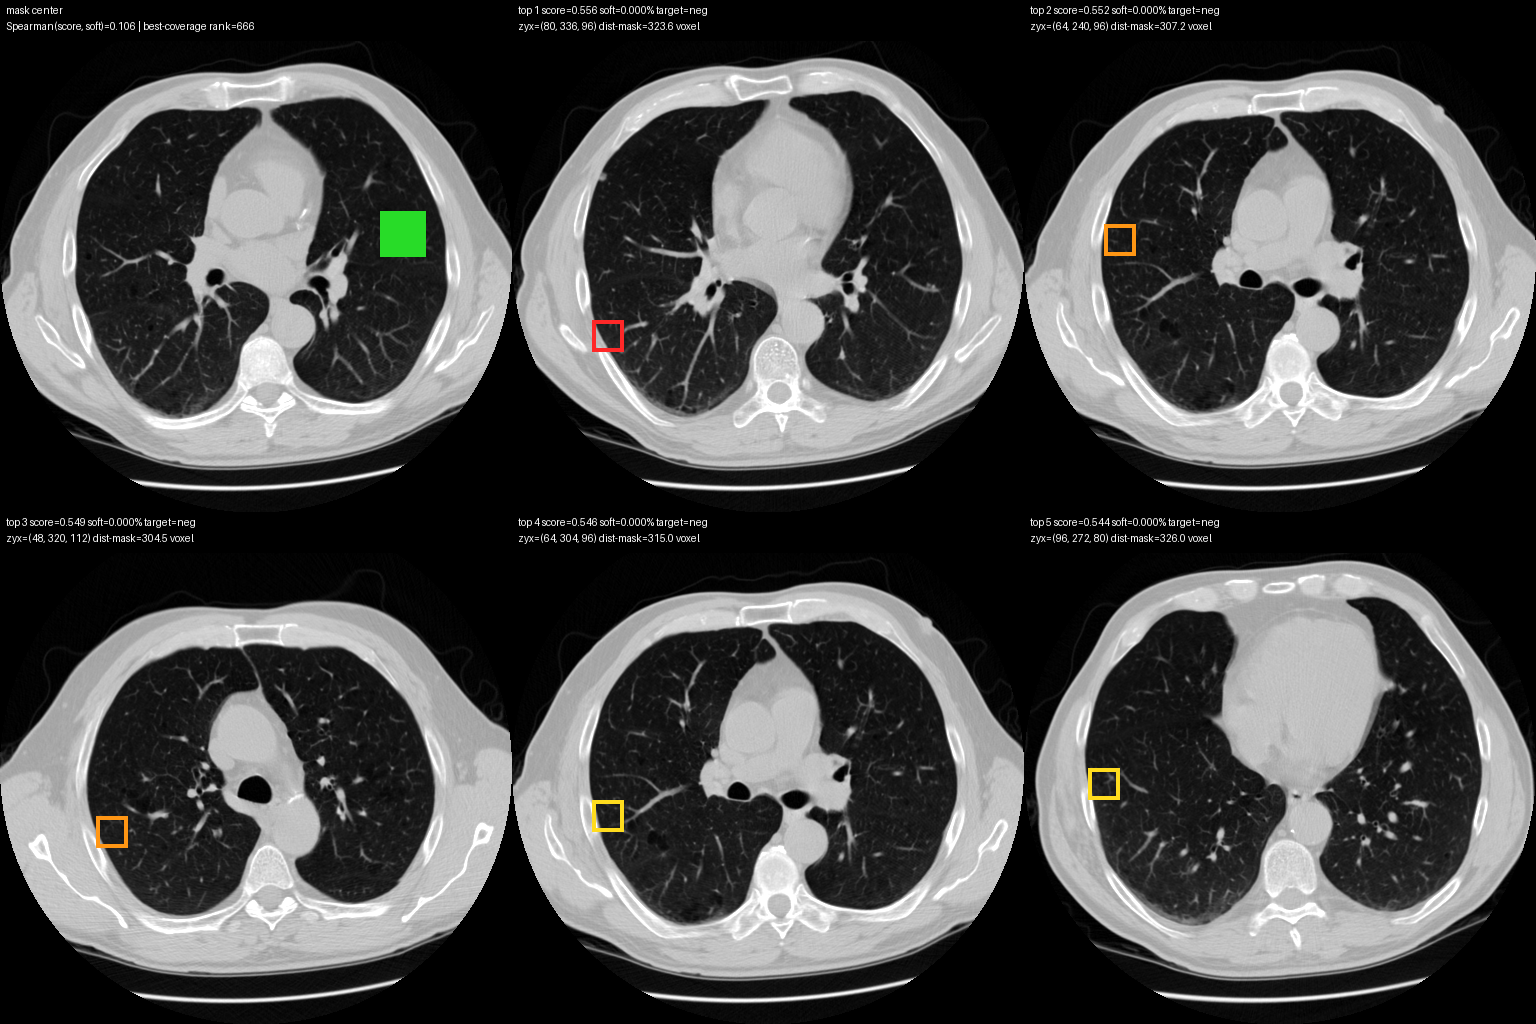 mask center
Spearman(score, soft)=0.106 | best-coverage rank=666
top 1 score=0.556 soft=0.000% target=neg
zyx=(80, 336, 96) dist-mask=323.6 voxel
top 2 score=0.552 soft=0.000% target=neg
zyx=(64, 240, 96) dist-mask=307.2 voxel
top 3 score=0.549 soft=0.000% target=neg
zyx=(48, 320, 112) dist-mask=304.5 voxel
top 4 score=0.546 soft=0.000% target=neg
zyx=(64, 304, 96) dist-mask=315.0 voxel
top 5 score=0.544 soft=0.000% target=neg
zyx=(96, 272, 80) dist-mask=326.0 voxel